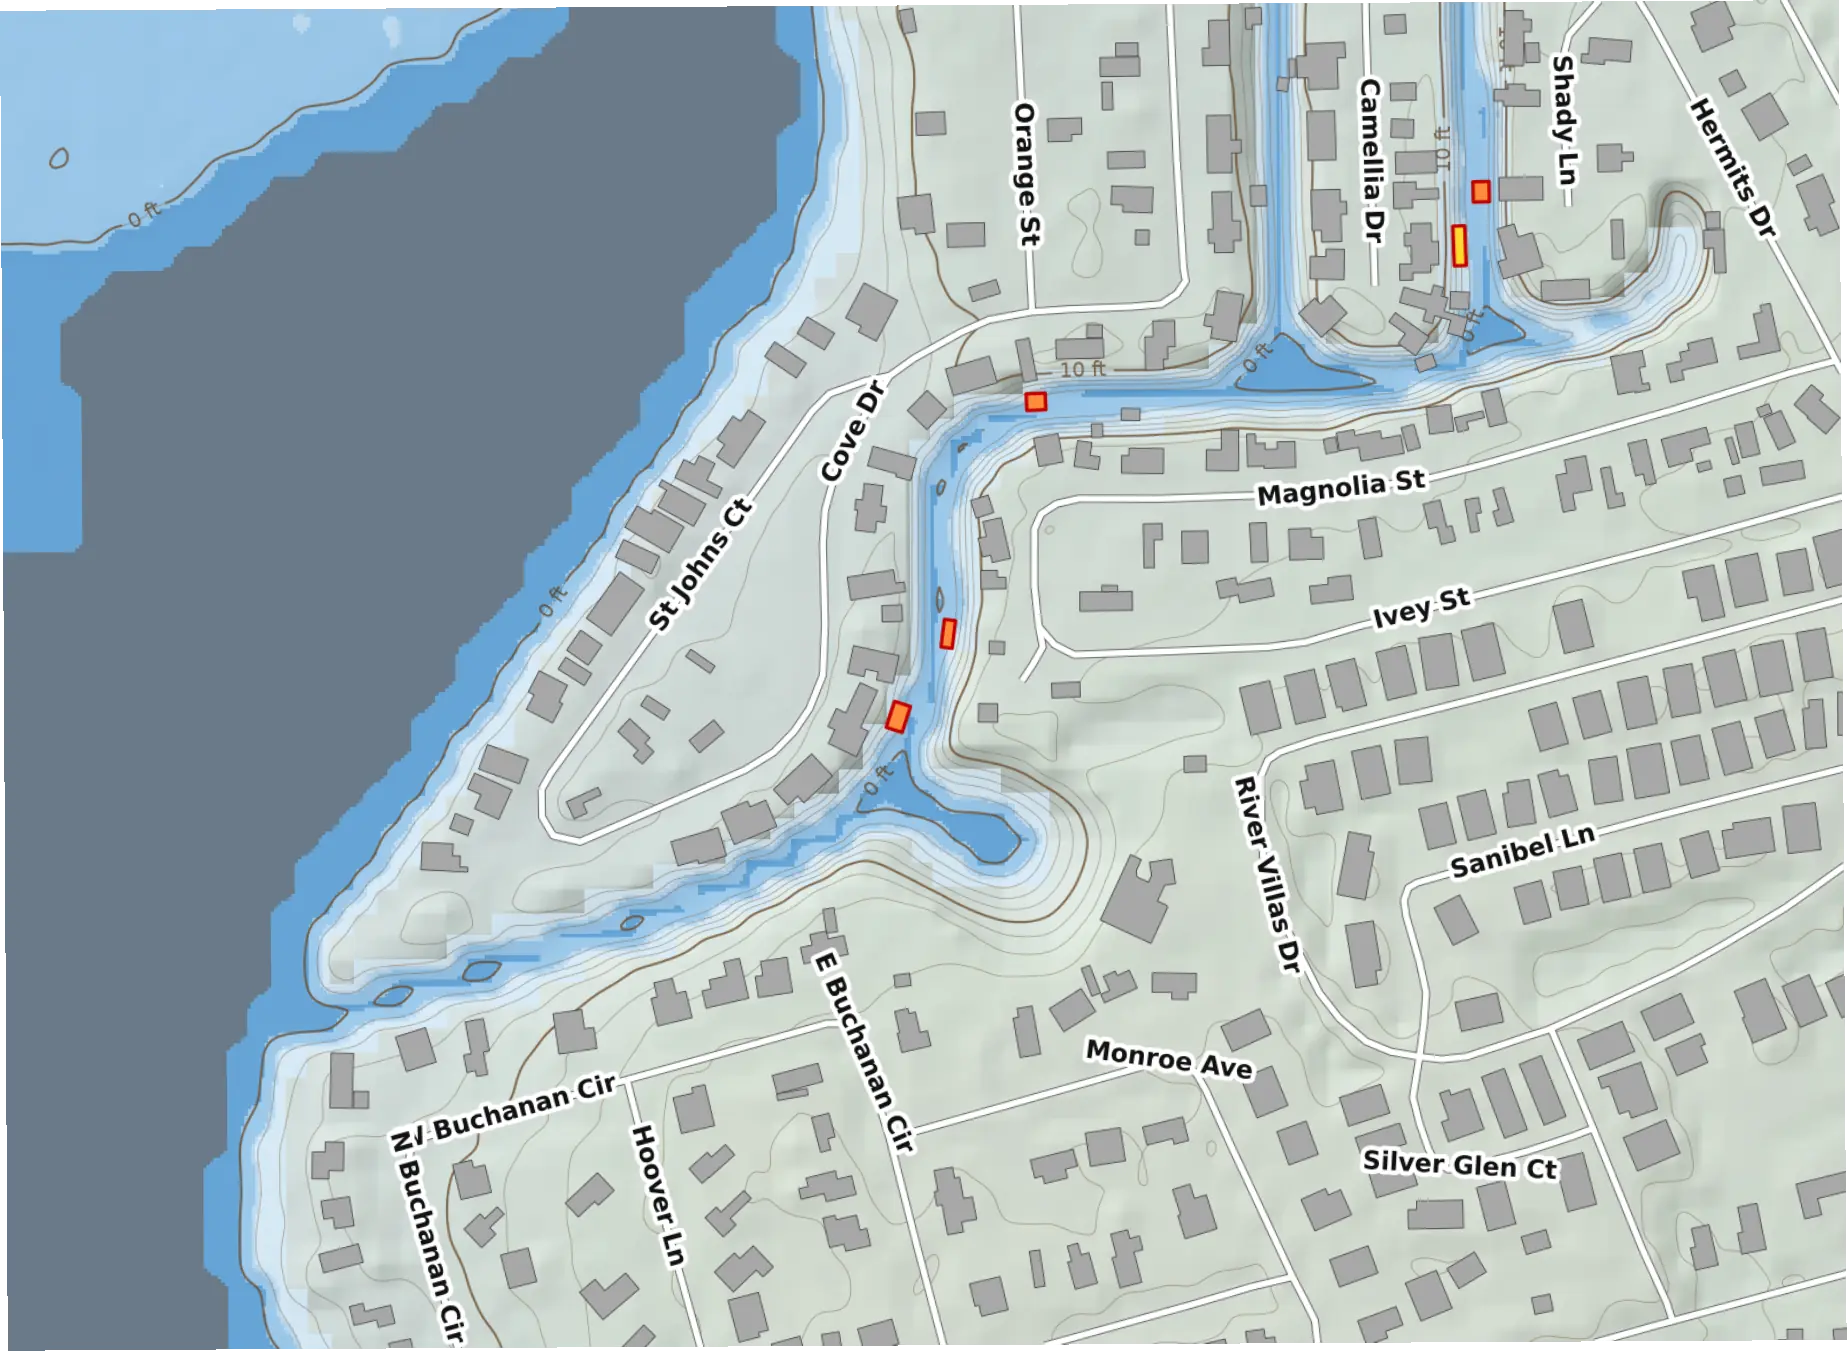 Orange St
Camellia Dr
Shady Ln
Hermits Dr
10 ft
0 ft
0 ft
0 ft
10 ft
Cove Dr
Magnolia St
St Johns Ct
0 ft
Ivey St
0 ft
River Villas Dr
Sanibel Ln
E Buchanan Cir
Monroe Ave
N Buchanan Cir
N Buchanan Cir
Hoover Ln
Silver Glen Ct